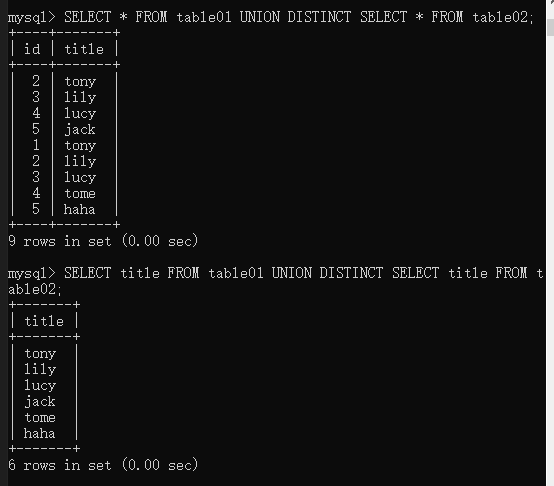 mysql> SELECT * FROM table01 UNION DISTINCT SELECT * FROM table02;
+----+-------+
| id | title |
+----+-------+
|  2 | tony  |
|  3 | lily  |
|  4 | lucy  |
|  5 | jack  |
|  1 | tony  |
|  2 | lily  |
|  3 | lucy  |
|  4 | tome  |
|  5 | haha  |
+----+-------+
9 rows in set (0.00 sec)
mysql> SELECT title FROM table01 UNION DISTINCT SELECT title FROM t
able02;
+-------+
| title |
+-------+
| tony  |
| lily  |
| lucy  |
| jack  |
| tome  |
| haha  |
+-------+
6 rows in set (0.00 sec)